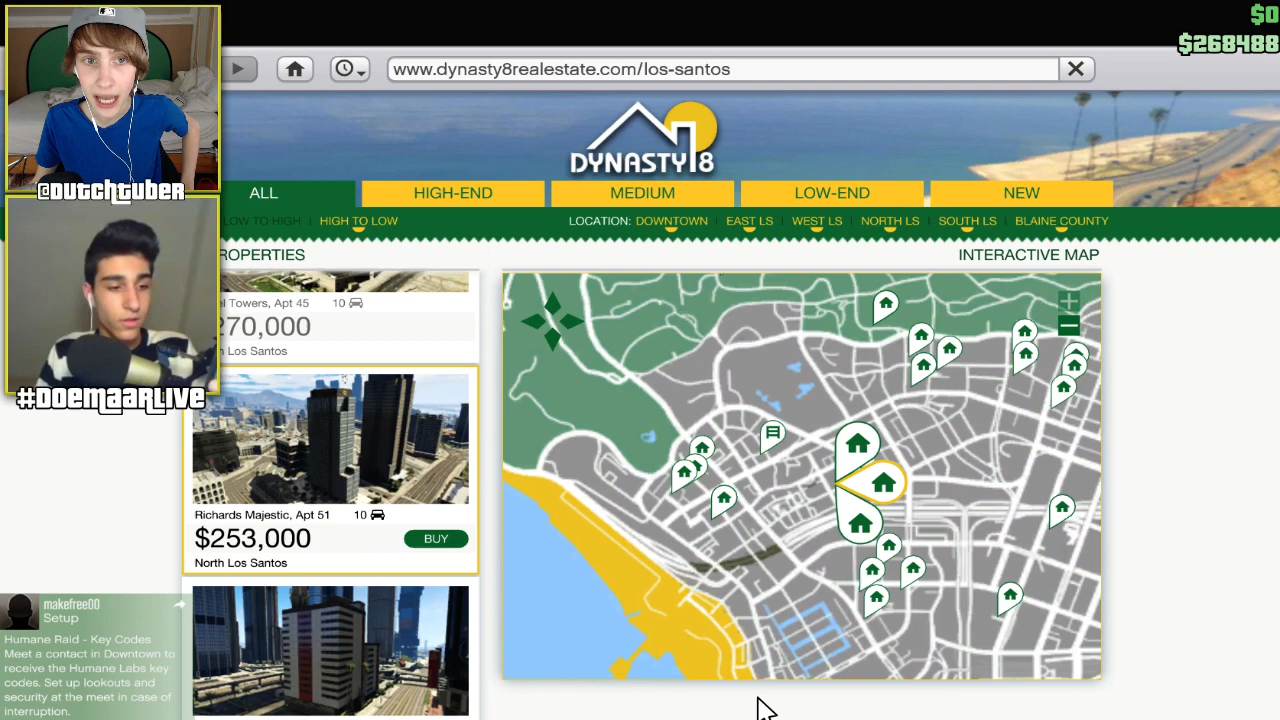 $0
$268488
www.dynasty8realestate.com/los-santos
DYNASTY 8
@DUTCHTUBER
ALL
HIGH-END
MEDIUM
LOW-END
NEW
LOW TO HIGH | HIGH TO LOW
LOCATION: DOWNTOWN | EAST LS | WEST LS | NORTH LS | SOUTH LS | BLAINE COUNTY
ROPERTIES
INTERACTIVE MAP
Towers, Apt 45 10
270,000
Los Santos
#DOEMAARLIVE
Richards Majestic, Apt 51 10
$253,000
BUY
North Los Santos
makefree00
Setup
Humane Raid - Key Codes
Meet a contact in Downtown to
receive the Humane Labs key
codes. Set up lookouts and
security at the meet in case of
interruption.